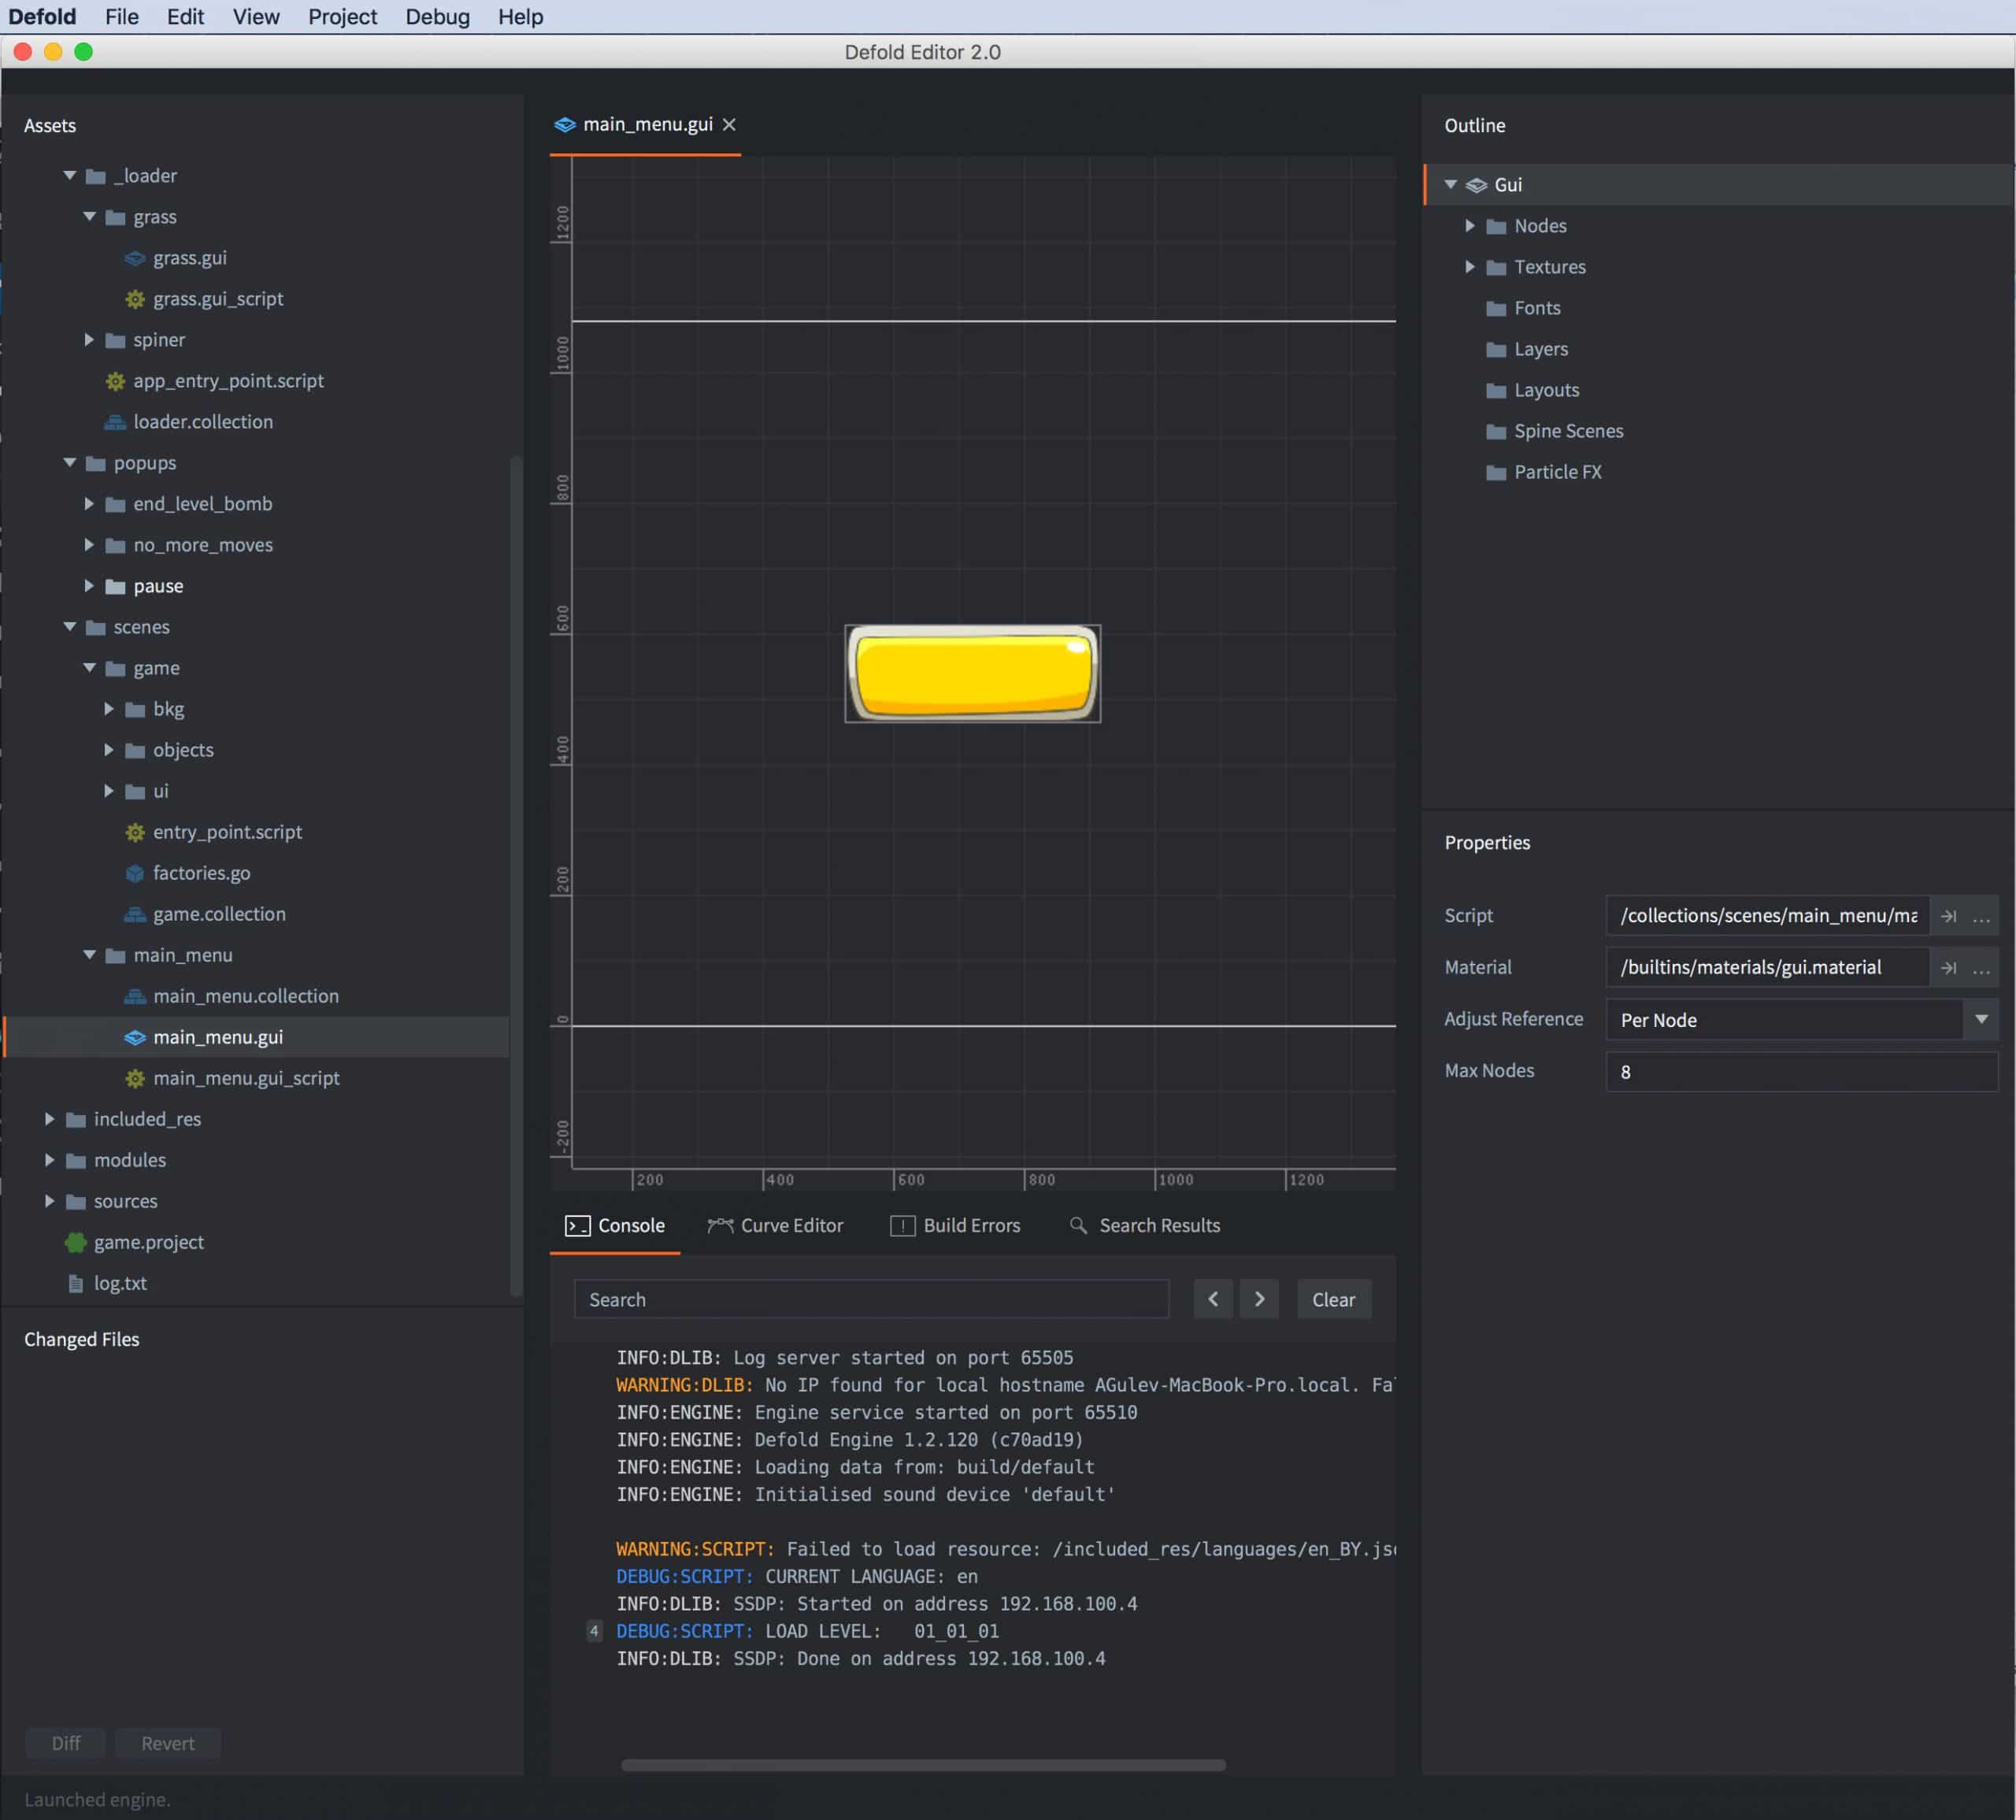 Defold File Edit View Project Debug Help
Defold Editor 2.0
Assets
_loader
grass
grass.gui
grass.gui_script
spiner
app_entry_point.script
loader.collection
popups
end_level_bomb
no_more_moves
pause
scenes
game
bkg
objects
ui
entry_point.script
factories.go
game.collection
main_menu
main_menu.collection
main_menu.gui
main_menu.gui_script
included_res
modules
sources
game.project
log.txt
Changed Files
Diff Revert
Launched engine.
main_menu.gui
1200
1000
800
600
400
200
0
-200
200 400 600 800 1000 1200
Console Curve Editor Build Errors Search Results
Search Clear
INFO:DLIB: Log server started on port 65505
WARNING:DLIB: No IP found for local hostname AGulev-MacBook-Pro.local. Fa
INFO:ENGINE: Engine service started on port 65510
INFO:ENGINE: Defold Engine 1.2.120 (c70ad19)
INFO:ENGINE: Loading data from: build/default
INFO:ENGINE: Initialised sound device 'default'
WARNING:SCRIPT: Failed to load resource: /included_res/languages/en_BY.js
DEBUG:SCRIPT: CURRENT LANGUAGE: en
INFO:DLIB: SSDP: Started on address 192.168.100.4
4 DEBUG:SCRIPT: LOAD LEVEL: 01_01_01
INFO:DLIB: SSDP: Done on address 192.168.100.4
Outline
Gui
Nodes
Textures
Fonts
Layers
Layouts
Spine Scenes
Particle FX
Properties
Script /collections/scenes/main_menu/ma ...
Material /builtins/materials/gui.material ...
Adjust Reference Per Node
Max Nodes 8